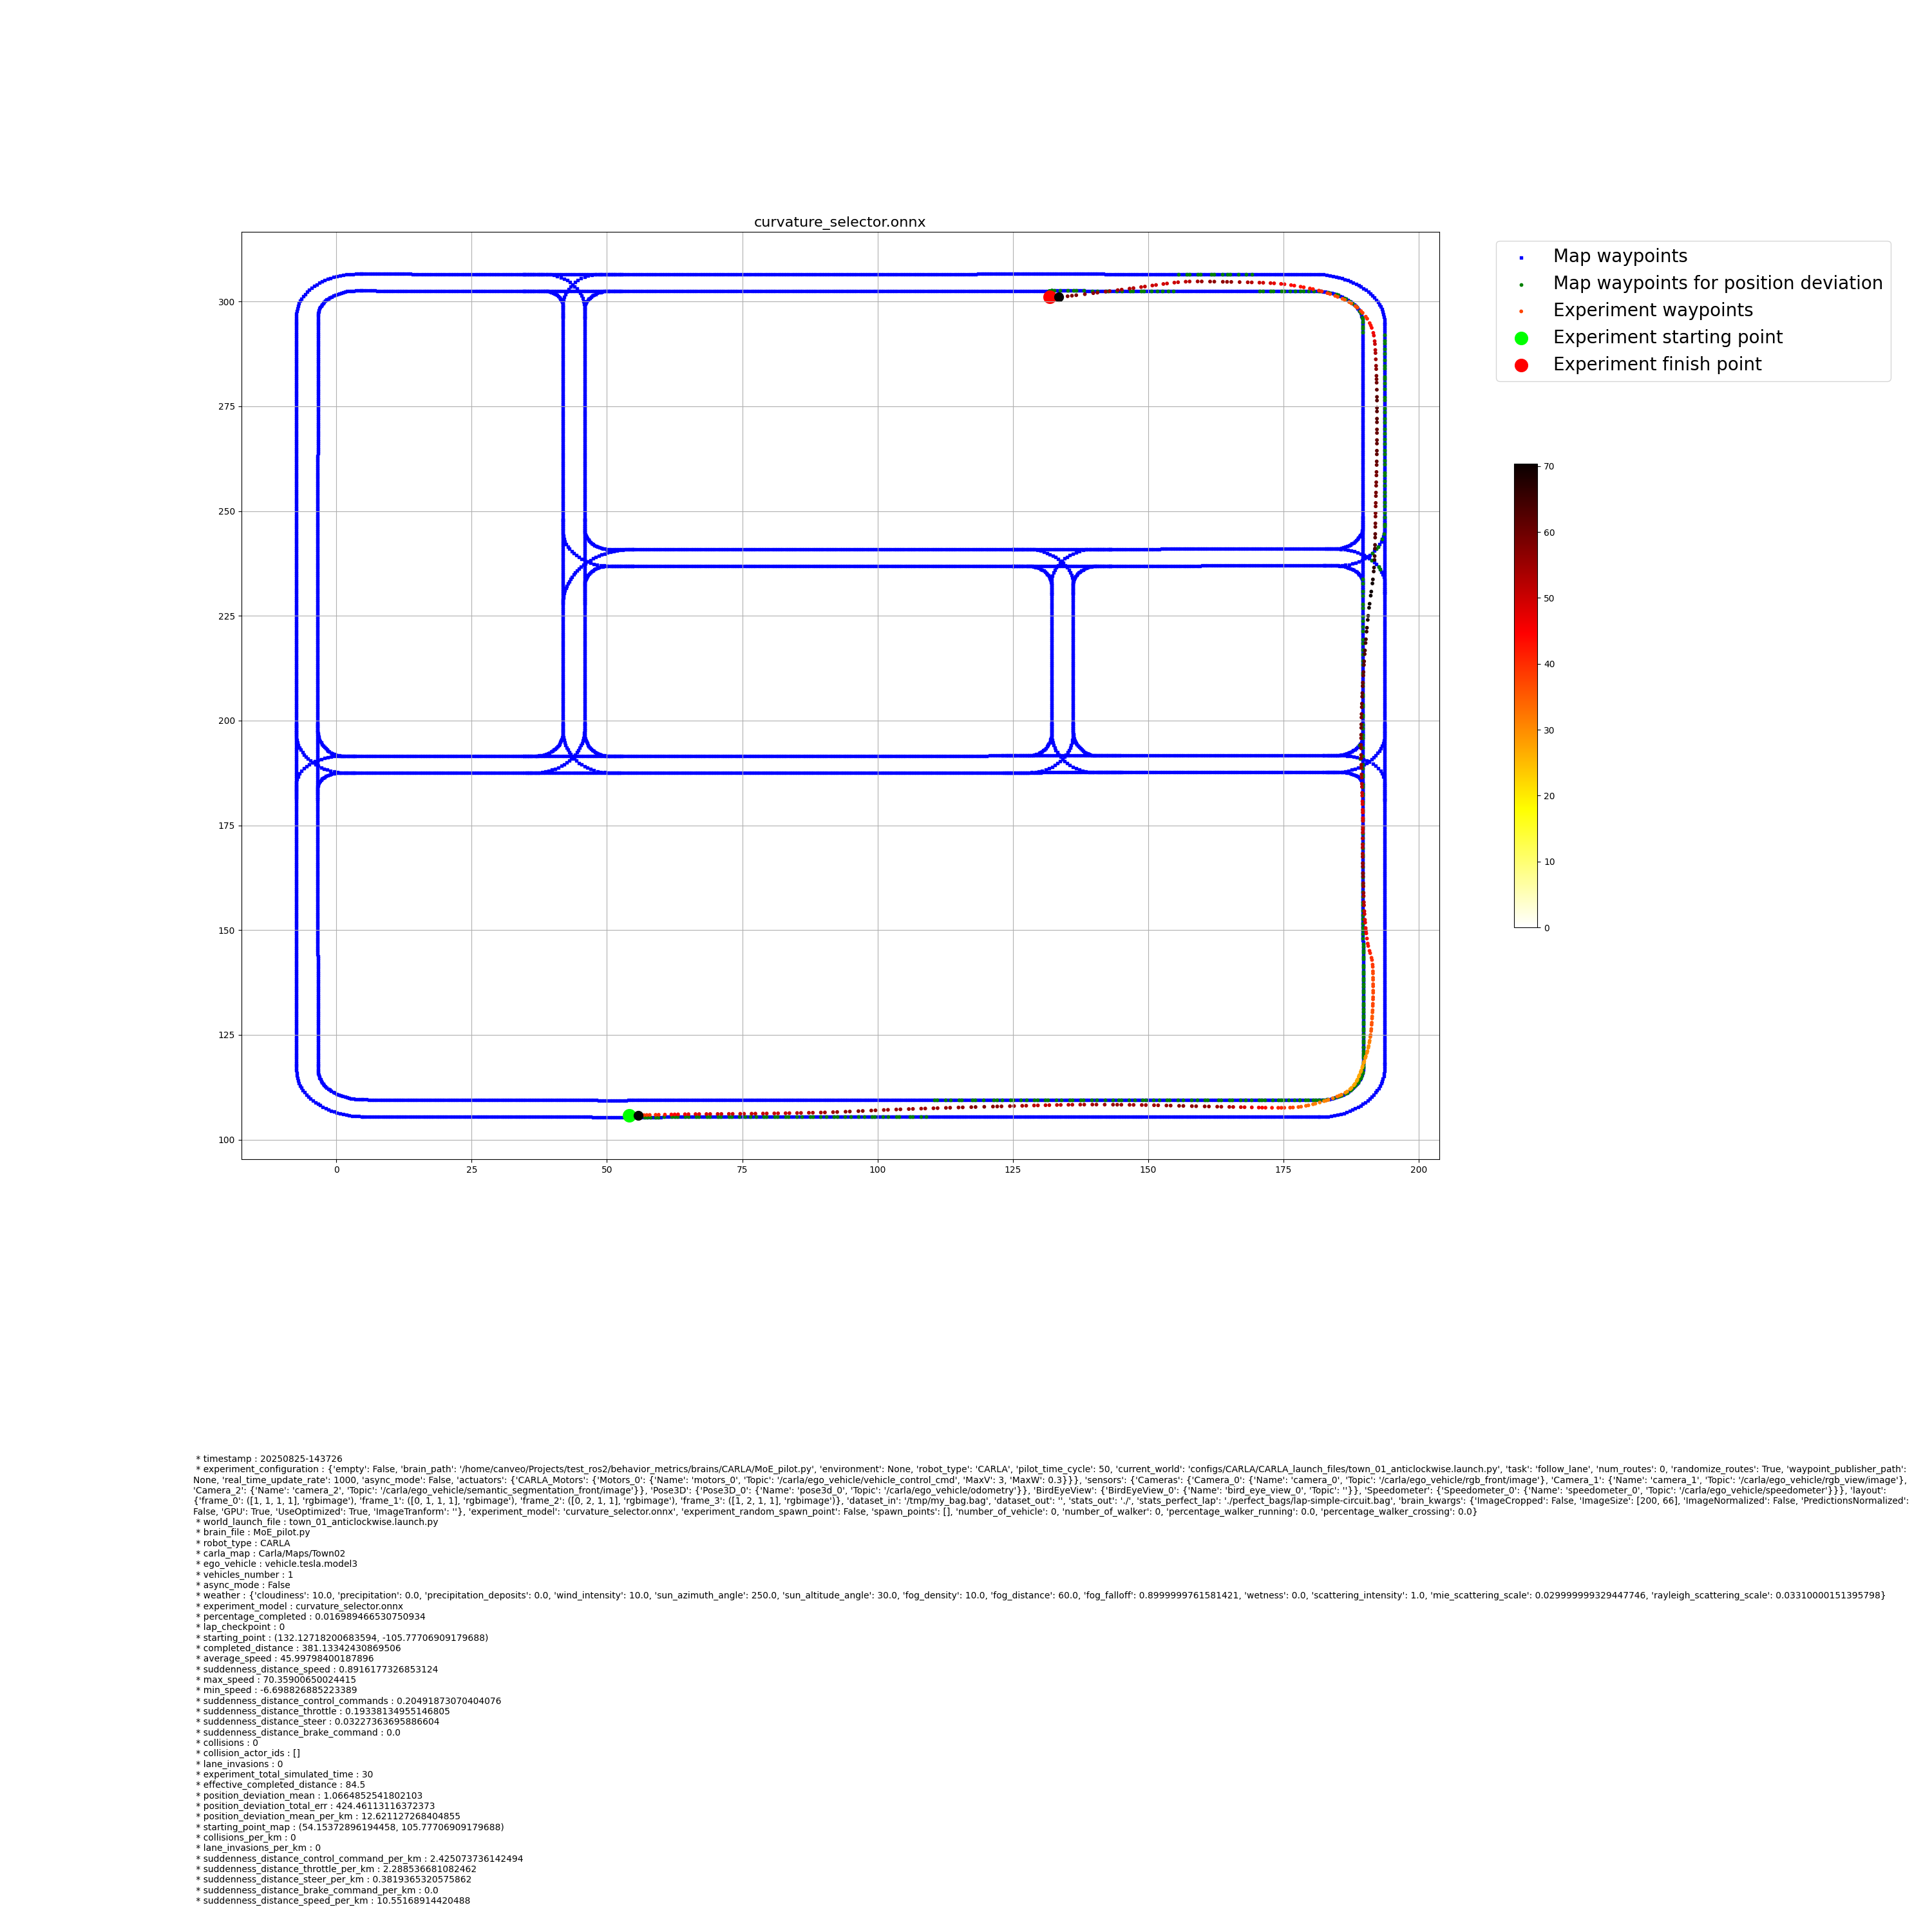 curvature_selector.onnx
Map waypoints
Map waypoints for position deviation
Experiment waypoints
Experiment starting point
Experiment finish point
300
275
250
225
200
175
150
125
100
0
25
50
75
100
125
150
175
200
70
60
50
40
30
20
10
0
* timestamp : 20250825-143726
* experiment_configuration : {'empty': False, 'brain_path': '/home/canveo/Projects/test_ros2/behavior_metrics/brains/CARLA/MoE_pilot.py', 'environment': None, 'robot_type': 'CARLA', 'pilot_time_cycle': 50, 'current_world': 'configs/CARLA/CARLA_launch_files/town_01_anticlockwise.launch.py', 'task': 'follow_lane', 'num_routes': 0, 'randomize_routes': True, 'waypoint_publisher_path':
None, 'real_time_update_rate': 1000, 'async_mode': False, 'actuators': {'CARLA_Motors': {'Motors_0': {'Name': 'motors_0', 'Topic': '/carla/ego_vehicle/vehicle_control_cmd', 'MaxV': 3, 'MaxW': 0.3}}}, 'sensors': {'Cameras': {'Camera_0': {'Name': 'camera_0', 'Topic': '/carla/ego_vehicle/rgb_front/image'}, 'Camera_1': {'Name': 'camera_1', 'Topic': '/carla/ego_vehicle/rgb_view/image'},
'Camera_2': {'Name': 'camera_2', 'Topic': '/carla/ego_vehicle/semantic_segmentation_front/image'}}, 'Pose3D': {'Pose3D_0': {'Name': 'pose3d_0', 'Topic': '/carla/ego_vehicle/odometry'}}, 'BirdEyeView': {'BirdEyeView_0': {'Name': 'bird_eye_view_0', 'Topic': ''}}, 'Speedometer': {'Speedometer_0': {'Name': 'speedometer_0', 'Topic': '/carla/ego_vehicle/speedometer'}}}, 'layout':
{'frame_0': ([1, 1, 1, 1], 'rgbimage'), 'frame_1': ([0, 1, 1, 1], 'rgbimage'), 'frame_2': ([0, 2, 1, 1], 'rgbimage'), 'frame_3': ([1, 2, 1, 1], 'rgbimage')}, 'dataset_in': '/tmp/my_bag.bag', 'dataset_out': '', 'stats_out': './', 'stats_perfect_lap': './perfect_bags/lap-simple-circuit.bag', 'brain_kwargs': {'ImageCropped': False, 'ImageSize': [200, 66], 'ImageNormalized': False, 'PredictionsNormalized':
False, 'GPU': True, 'UseOptimized': True, 'ImageTranform': ''}, 'experiment_model': 'curvature_selector.onnx', 'experiment_random_spawn_point': False, 'spawn_points': [], 'number_of_vehicle': 0, 'number_of_walker': 0, 'percentage_walker_running': 0.0, 'percentage_walker_crossing': 0.0}
* world_launch_file : town_01_anticlockwise.launch.py
* brain_file : MoE_pilot.py
* robot_type : CARLA
* carla_map : Carla/Maps/Town02
* ego_vehicle : vehicle.tesla.model3
* vehicles_number : 1
* async_mode : False
* weather : {'cloudiness': 10.0, 'precipitation': 0.0, 'precipitation_deposits': 0.0, 'wind_intensity': 10.0, 'sun_azimuth_angle': 250.0, 'sun_altitude_angle': 30.0, 'fog_density': 10.0, 'fog_distance': 60.0, 'fog_falloff': 0.8999999761581421, 'wetness': 0.0, 'scattering_intensity': 1.0, 'mie_scattering_scale': 0.029999999329447746, 'rayleigh_scattering_scale': 0.03310000151395798}
* experiment_model : curvature_selector.onnx
* percentage_completed : 0.016989466530750934
* lap_checkpoint : 0
* starting_point : (132.12718200683594, -105.77706909179688)
* completed_distance : 381.13342430869506
* average_speed : 45.99798400187896
* suddenness_distance_speed : 0.8916177326853124
* max_speed : 70.35900650024415
* min_speed : -6.698826885223389
* suddenness_distance_control_commands : 0.20491873070404076
* suddenness_distance_throttle : 0.19338134955146805
* suddenness_distance_steer : 0.03227363695886604
* suddenness_distance_brake_command : 0.0
* collisions : 0
* collision_actor_ids : []
* lane_invasions : 0
* experiment_total_simulated_time : 30
* effective_completed_distance : 84.5
* position_deviation_mean : 1.0664852541802103
* position_deviation_total_err : 424.46113116372373
* position_deviation_mean_per_km : 12.621127268404855
* starting_point_map : (54.15372896194458, 105.77706909179688)
* collisions_per_km : 0
* lane_invasions_per_km : 0
* suddenness_distance_control_command_per_km : 2.425073736142494
* suddenness_distance_throttle_per_km : 2.288536681082462
* suddenness_distance_steer_per_km : 0.3819365320575862
* suddenness_distance_brake_command_per_km : 0.0
* suddenness_distance_speed_per_km : 10.55168914420488